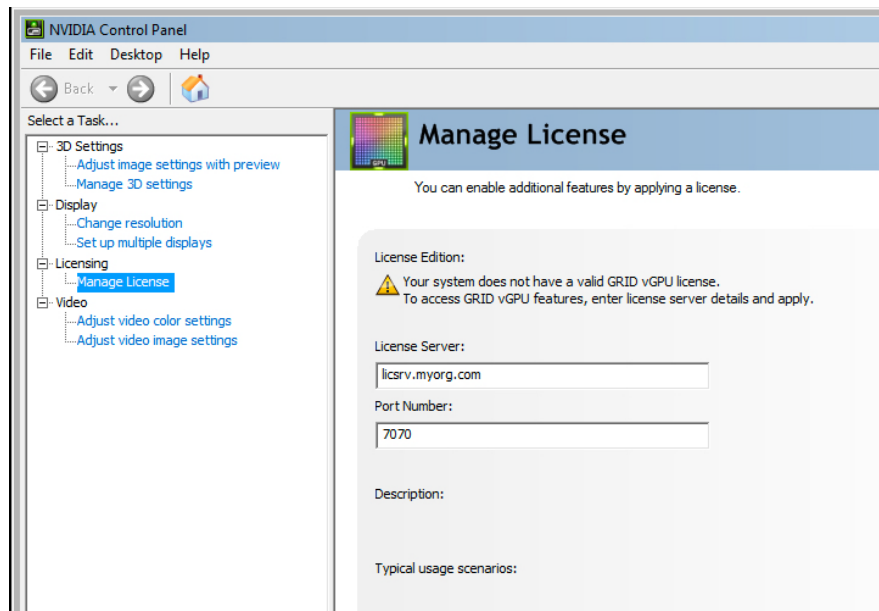 NVIDIA Control Panel
File Edit Desktop Help
Back
Select a Task...
3D Settings
Adjust image settings with preview
Manage 3D settings
Display
Change resolution
Set up multiple displays
Licensing
Manage License
Video
Adjust video color settings
Adjust video image settings
GPU
Manage License
You can enable additional features by applying a license.
License Edition:
Your system does not have a valid GRID vGPU license.
To access GRID vGPU features, enter license server details and apply.
License Server:
licsrv.myorg.com
Port Number:
7070
Description:
Typical usage scenarios: